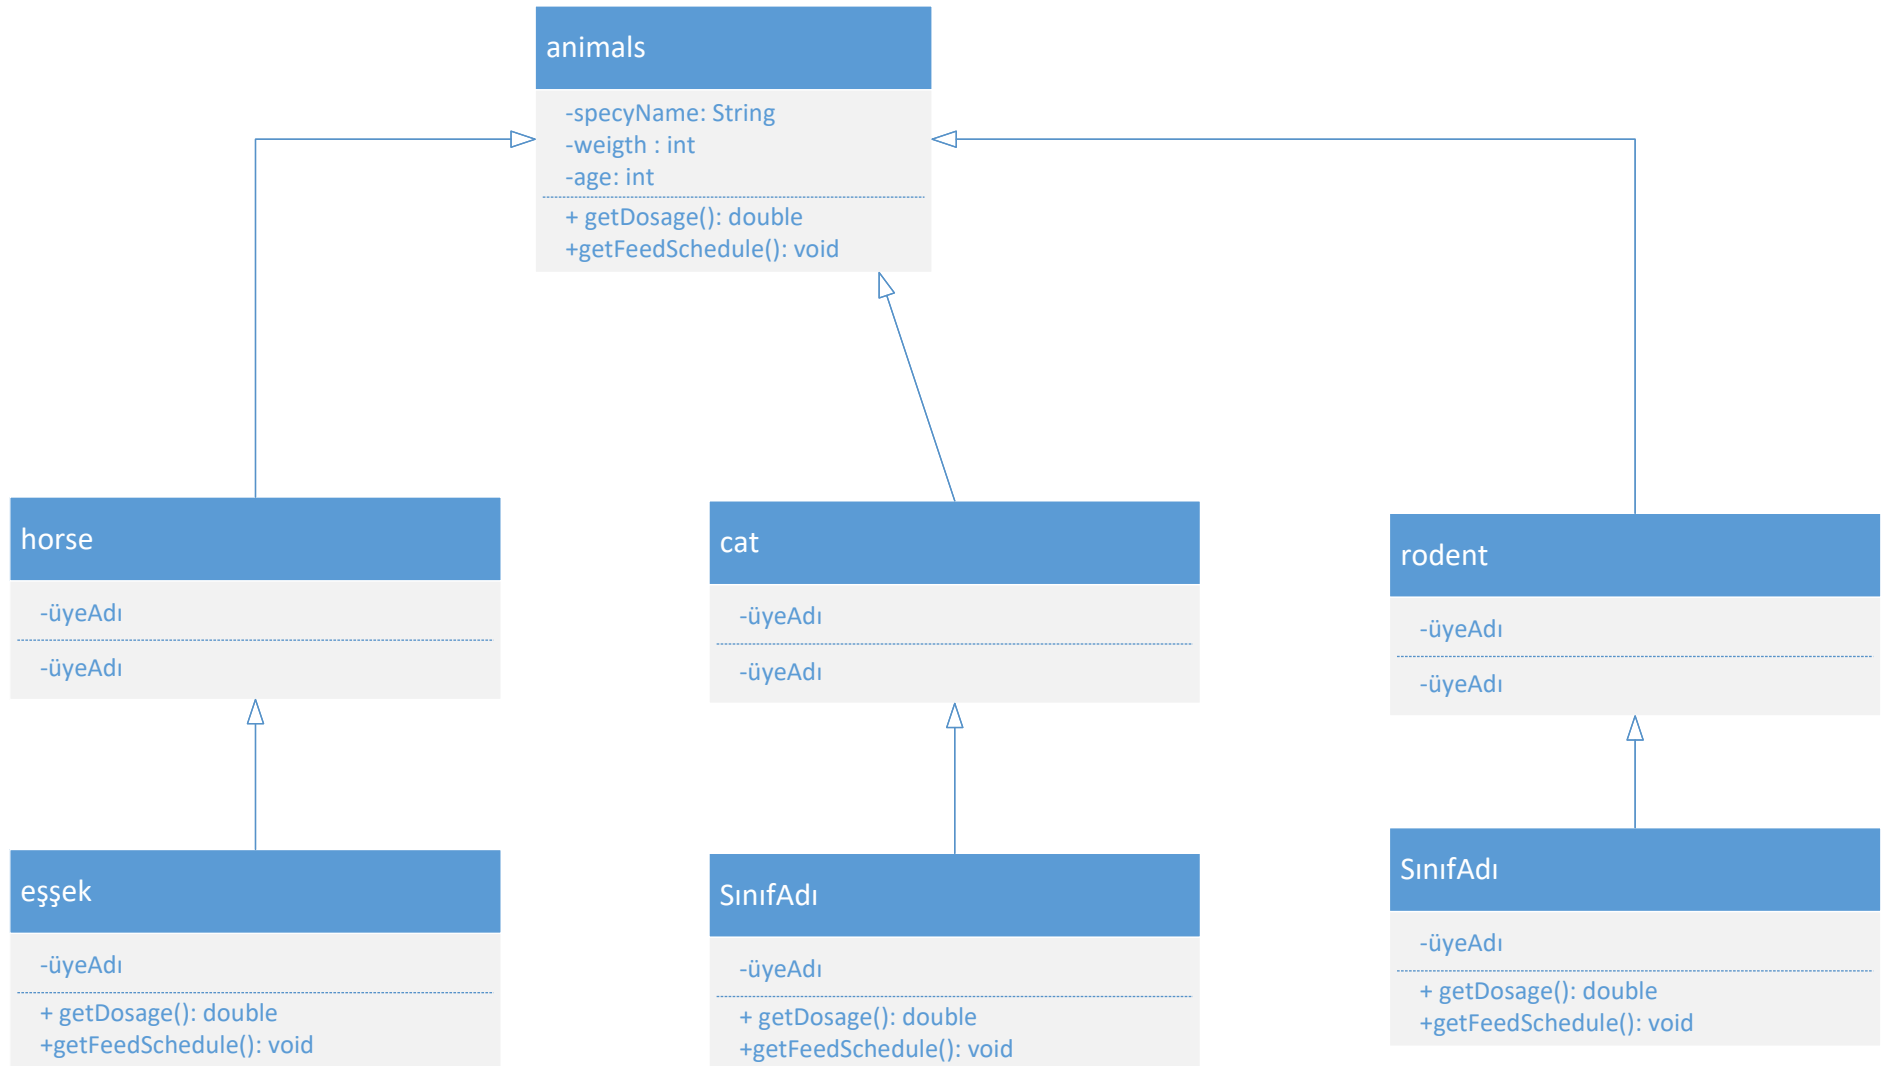 animals
-specyName: String
-weigth : int
-age: int
+ getDosage(): double
+getFeedSchedule(): void
horse
-üyeAdı
-üyeAdı
cat
-üyeAdı
-üyeAdı
rodent
-üyeAdı
-üyeAdı
eşşek
-üyeAdı
+ getDosage(): double
+getFeedSchedule(): void
SınıfAdı
-üyeAdı
+ getDosage(): double
+getFeedSchedule(): void
SınıfAdı
-üyeAdı
+ getDosage(): double
+getFeedSchedule(): void